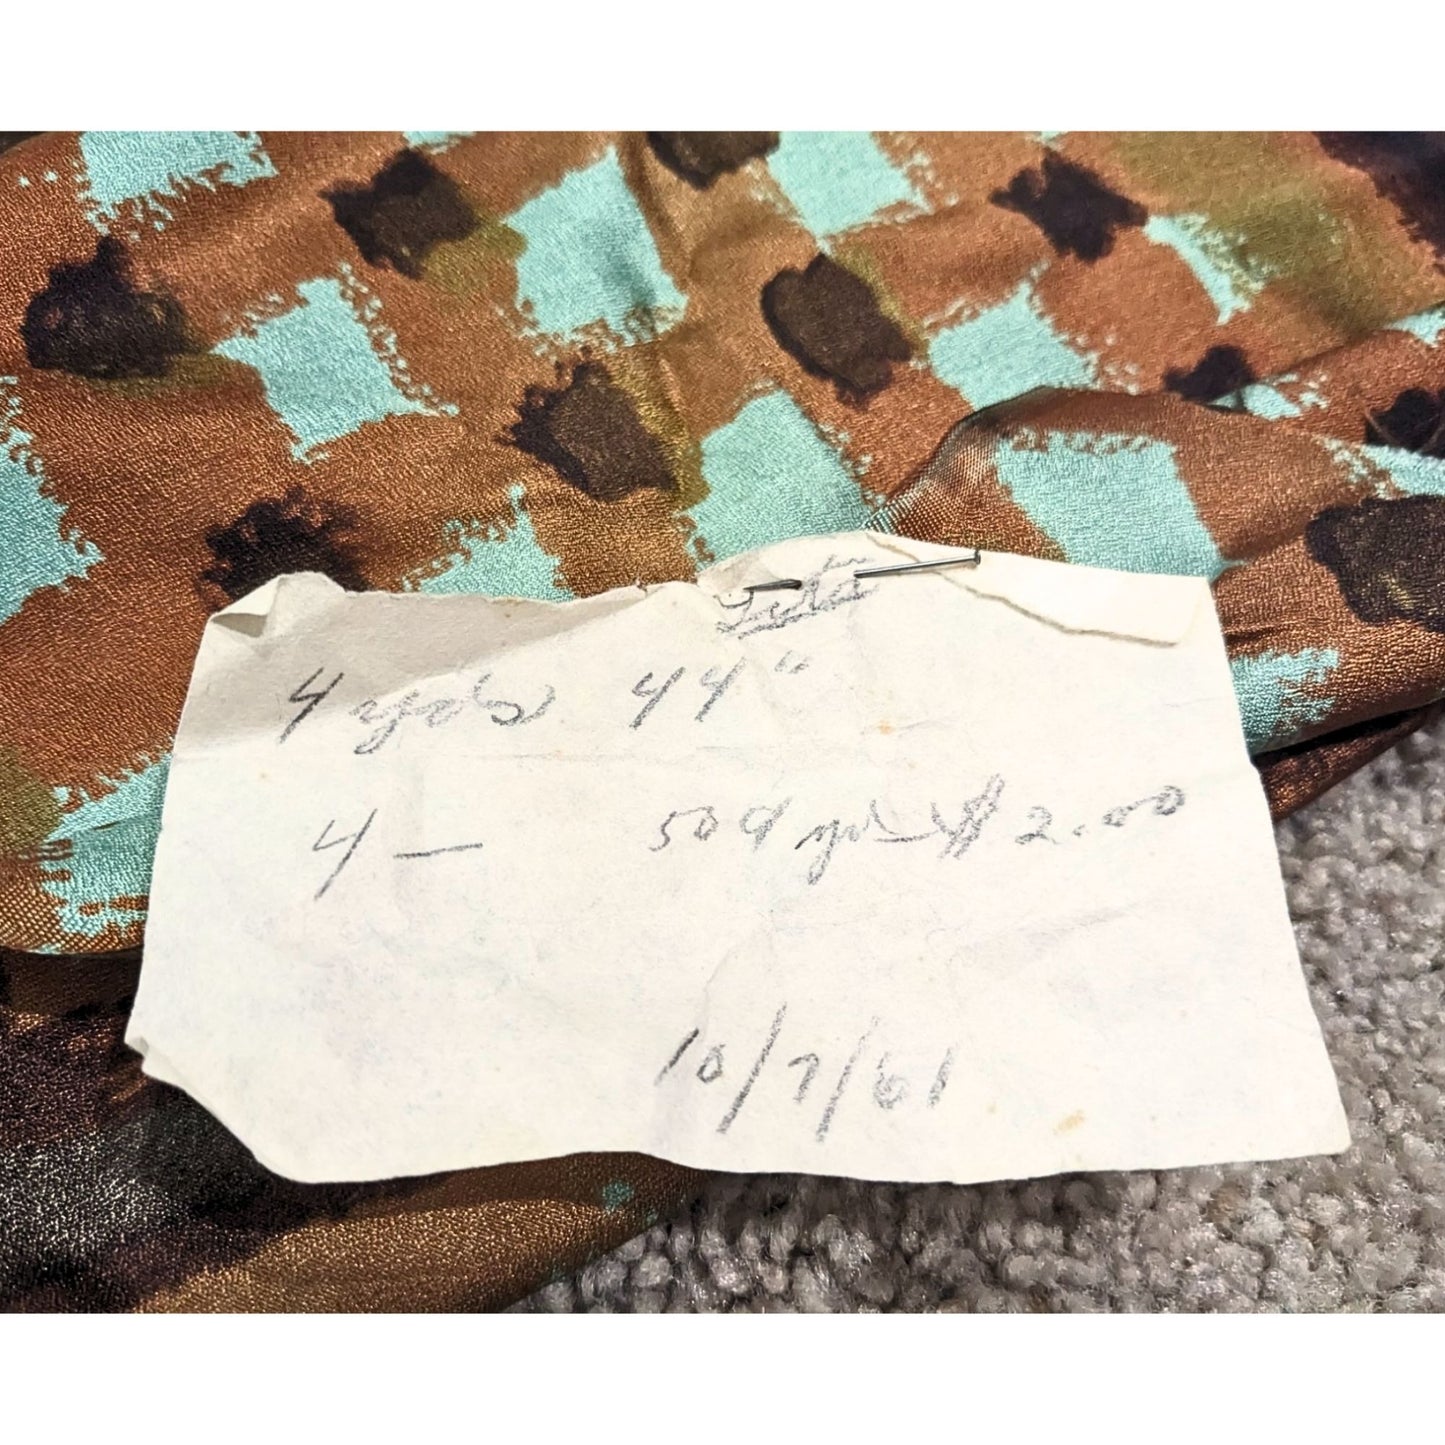 4 yds 44"
4 — 50¢ yd $2.00
10/7/61